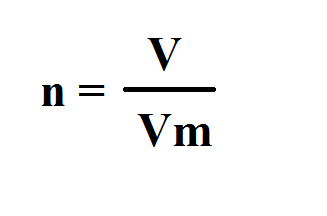 n = V
Vm